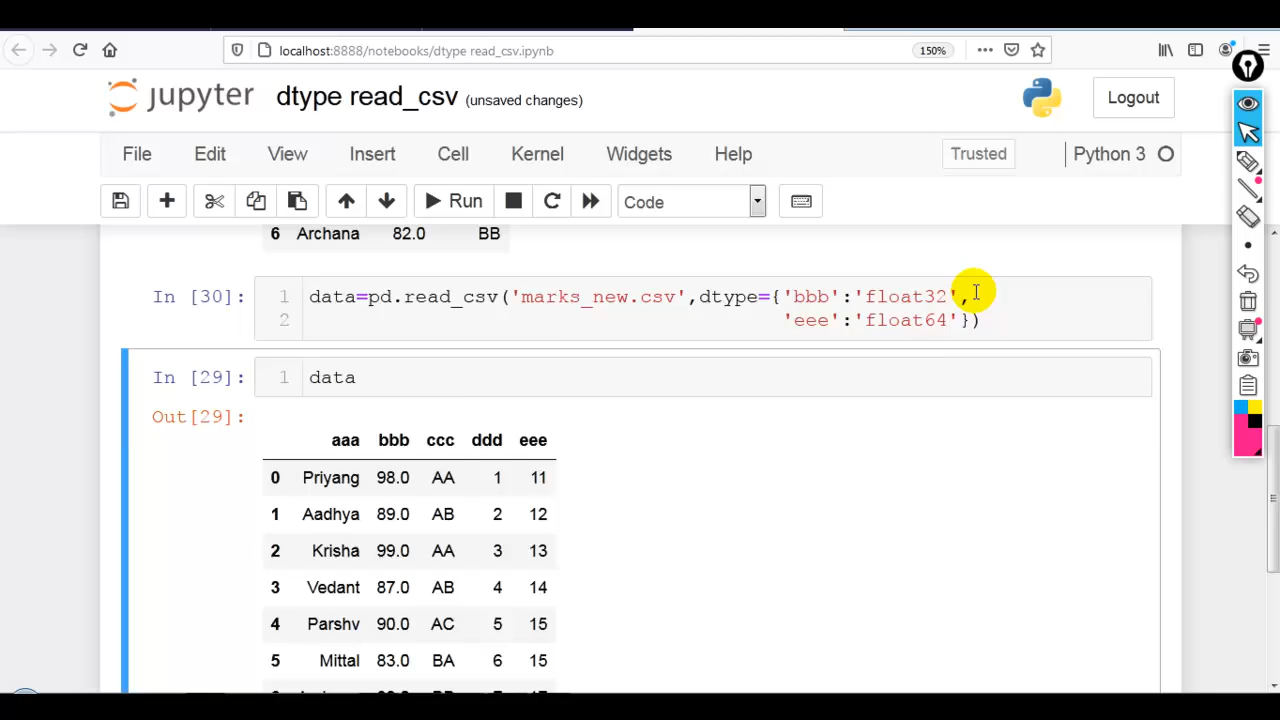 localhost:8888/notebooks/dtype read_csv.ipynb
150%
jupyter dtype read_csv (unsaved changes)
Logout
File Edit View Insert Cell Kernel Widgets Help
Trusted
Python 3
Run
Code
6 Archana 82.0 BB
In [30]: 1 data=pd.read_csv('marks_new.csv',dtype={'bbb':'float32',
2 'eee':'float64'})
In [29]: 1 data
Out[29]:
aaa bbb ccc ddd eee
0 Priyang 98.0 AA 1 11
1 Aadhya 89.0 AB 2 12
2 Krisha 99.0 AA 3 13
3 Vedant 87.0 AB 4 14
4 Parshv 90.0 AC 5 15
5 Mittal 83.0 BA 6 15